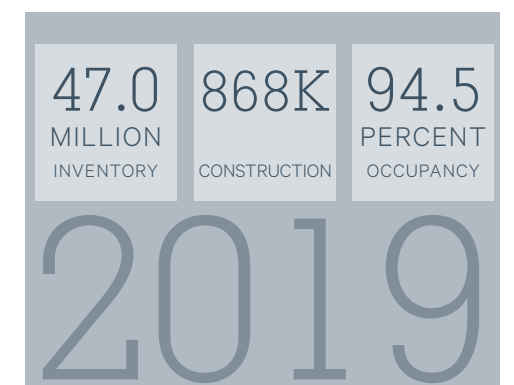 47.0
MILLION
INVENTORY
868K
CONSTRUCTION
94.5
PERCENT
OCCUPANCY
2019